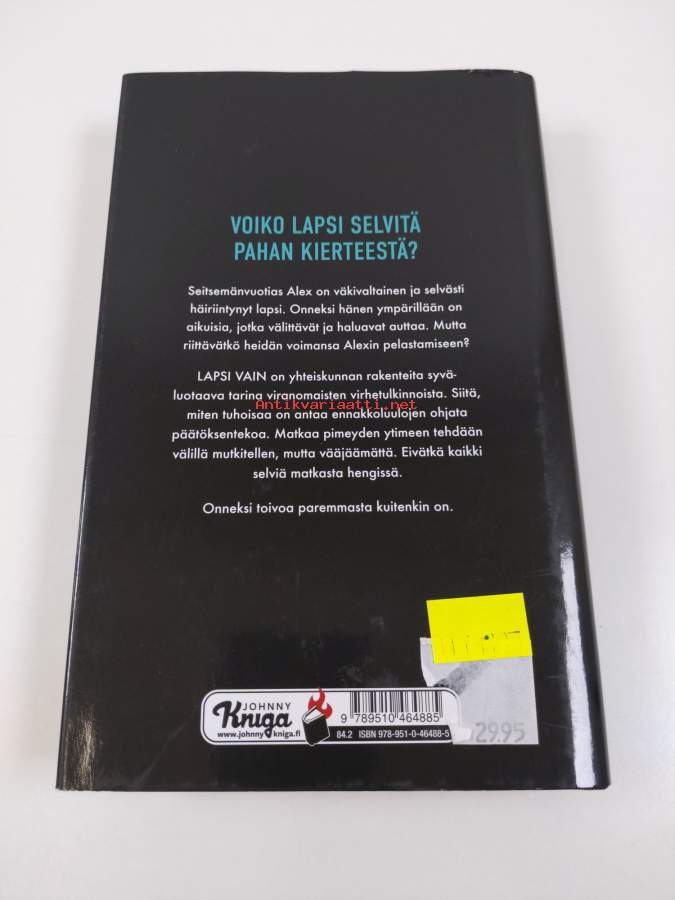 VOIKO LAPSI SELVITÄ
PAHAN KIERTEESTÄ?
Seitsemänvuotias Alex on väkivaltainen ja selvästi
häiriintynyt lapsi. Onneksi hänen ympärillään on
aikuisia, jotka välittävät ja haluavat auttaa. Mutta
riittävätkö heidän voimansa Alexin pelastamiseen?
LAPSI VAIN on yhteiskunnan rakenteita syvä-
luotaava tarina viranomaisten virhetulkinnoista. Siitä,
Antikvariaatti.net
miten tuhoisaa on antaa ennakkoluulojen ohjata
päätöksentekoa. Matkaa pimeyden ytimeen tehdään
välillä mutkitellen, mutta vääjäämättä. Eivätkä kaikki
selviä matkasta hengissä.
Onneksi toivoa paremmasta kuitenkin on.
JOHNNY
Kniga
www.johnnykniga.fi
9 789510 464885
84.2 ISBN 978-951-0-46488-5
29.95